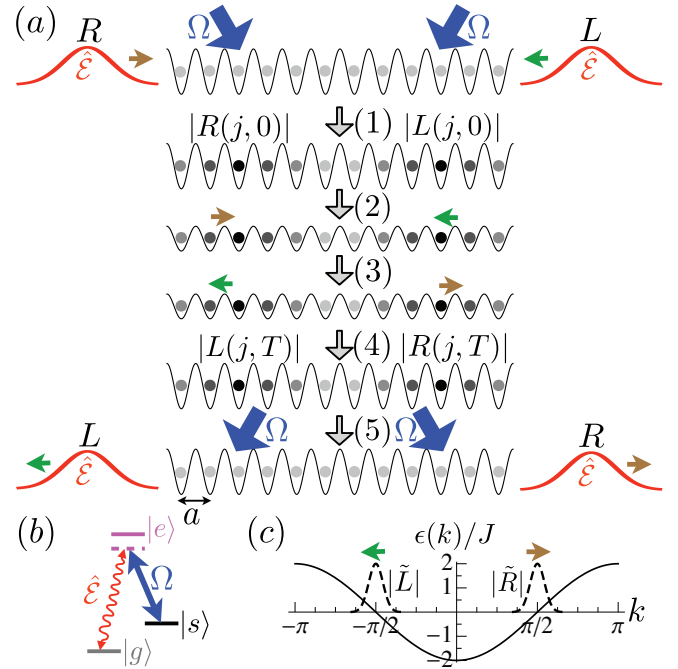 (a) R Ω Ω L
ℰ̂ ℰ̂
|R(j, 0)| (1) |L(j, 0)|
(2)
(3)
|L(j, T)| (4) |R(j, T)|
L Ω (5) Ω R
ℰ̂ ℰ̂
a
(b) |e⟩
ℰ̂ Ω
|s⟩
|g⟩
(c) ϵ(k)/J
2
|L̃| 1 |R̃|
k
−π −π/2 π/2 π
−1
−2